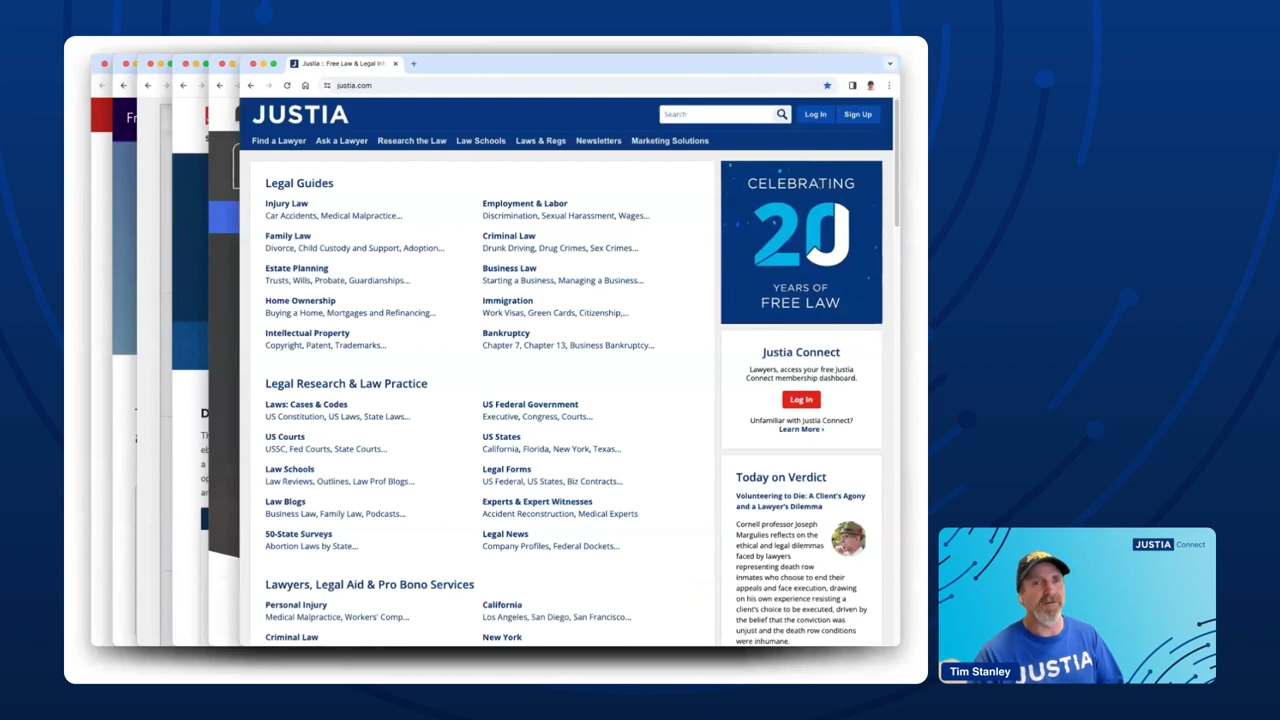 Justia :: Free Law & Legal Inf
justia.com
Fr
JUSTIA
Search
Log In
Sign Up
Find a Lawyer
Ask a Lawyer
Research the Law
Law Schools
Laws & Regs
Newsletters
Marketing Solutions
Legal Guides
Injury Law
Car Accidents, Medical Malpractice...
Employment & Labor
Discrimination, Sexual Harassment, Wages...
Family Law
Divorce, Child Custody and Support, Adoption...
Criminal Law
Drunk Driving, Drug Crimes, Sex Crimes...
Estate Planning
Trusts, Wills, Probate, Guardianships...
Business Law
Starting a Business, Managing a Business...
Home Ownership
Buying a Home, Mortgages and Refinancing...
Immigration
Work Visas, Green Cards, Citizenship,...
Intellectual Property
Copyright, Patent, Trademarks...
Bankruptcy
Chapter 7, Chapter 13, Business Bankruptcy...
Legal Research & Law Practice
Laws: Cases & Codes
US Constitution, US Laws, State Laws...
US Federal Government
Executive, Congress, Courts...
US Courts
USSC, Fed Courts, State Courts...
US States
California, Florida, New York, Texas...
Law Schools
Law Reviews, Outlines, Law Prof Blogs...
Legal Forms
US Federal, US States, Biz Contracts...
Law Blogs
Business Law, Family Law, Podcasts...
Experts & Expert Witnesses
Accident Reconstruction, Medical Experts
50-State Surveys
Abortion Laws by State...
Legal News
Company Profiles, Federal Dockets...
Lawyers, Legal Aid & Pro Bono Services
Personal Injury
Medical Malpractice, Workers' Comp...
California
Los Angeles, San Diego, San Francisco...
Criminal Law
New York
CELEBRATING
20
YEARS OF
FREE LAW
Justia Connect
Lawyers, access your free Justia
Connect membership dashboard.
Log In
Unfamiliar with Justia Connect?
Learn More ›
Today on Verdict
Volunteering to Die: A Client's Agony
and a Lawyer's Dilemma
Cornell professor Joseph
Margulies reflects on the
ethical and legal dilemmas
faced by lawyers
representing death row
inmates who choose to end their
appeals and face execution, drawing
on his own experience resisting a
client's choice to be executed, driven by
the belief that the conviction was
unjust and the death row conditions
were inhumane.
JUSTIA Connect
JUSTIA
Tim Stanley